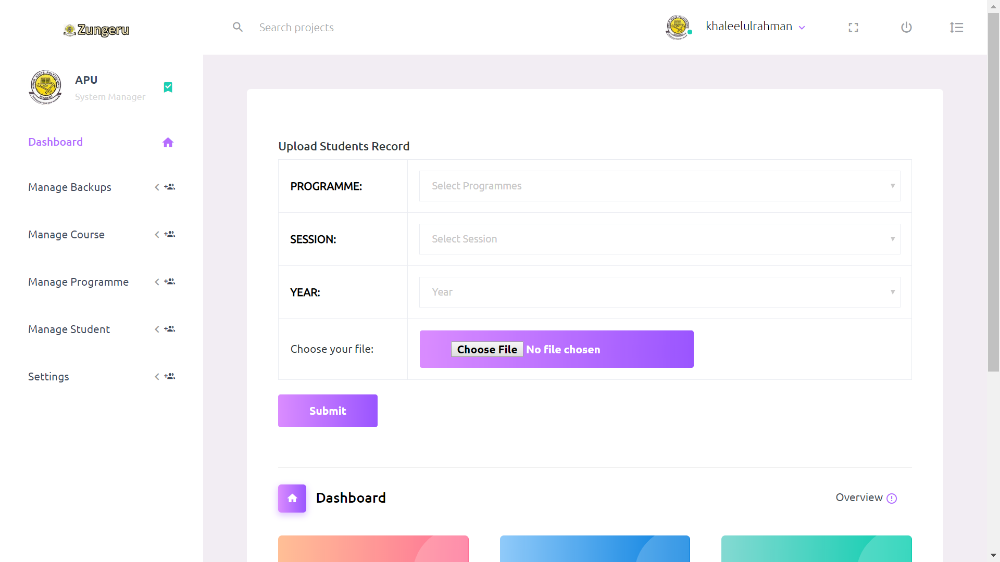 Zungeru
Search projects
khaleelulrahman
APU
System Manager
Dashboard
Manage Backups
Manage Course
Manage Programme
Manage Student
Settings
Upload Students Record
PROGRAMME:
Select Programmes
SESSION:
Select Session
YEAR:
Year
Choose your file:
Choose File No file chosen
Submit
Dashboard
Overview